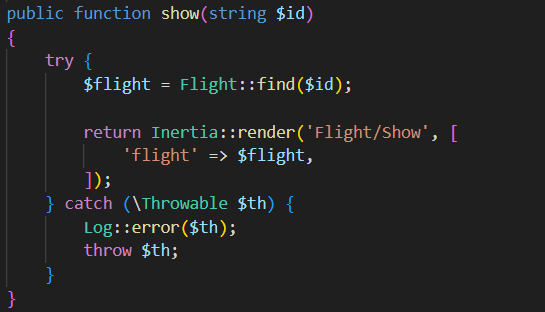 public function show(string $id)
{
    try {
        $flight = Flight::find($id);

        return Inertia::render('Flight/Show', [
            'flight' => $flight,
        ]);
    } catch (\Throwable $th) {
        Log::error($th);
        throw $th;
    }
}